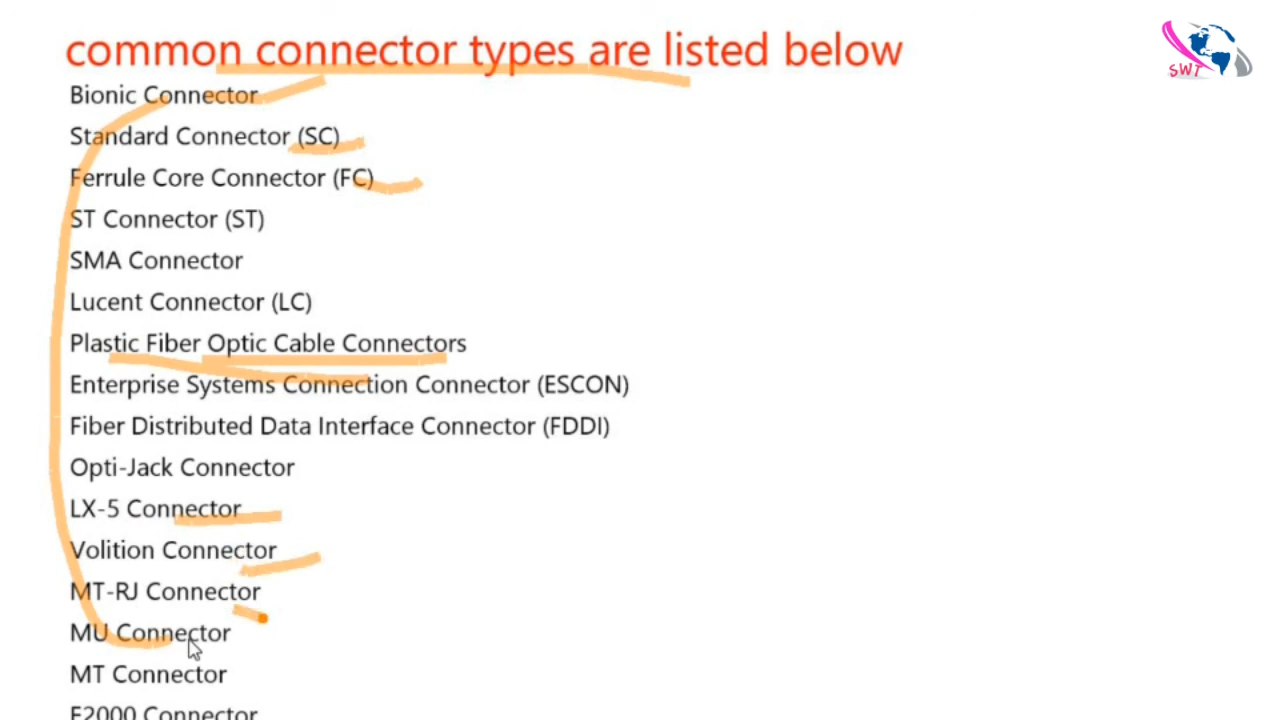 common connector types are listed below
SWT
Bionic Connector
Standard Connector (SC)
Ferrule Core Connector (FC)
ST Connector (ST)
SMA Connector
Lucent Connector (LC)
Plastic Fiber Optic Cable Connectors
Enterprise Systems Connection Connector (ESCON)
Fiber Distributed Data Interface Connector (FDDI)
Opti-Jack Connector
LX-5 Connector
Volition Connector
MT-RJ Connector
MU Connector
MT Connector
E2000 Connector